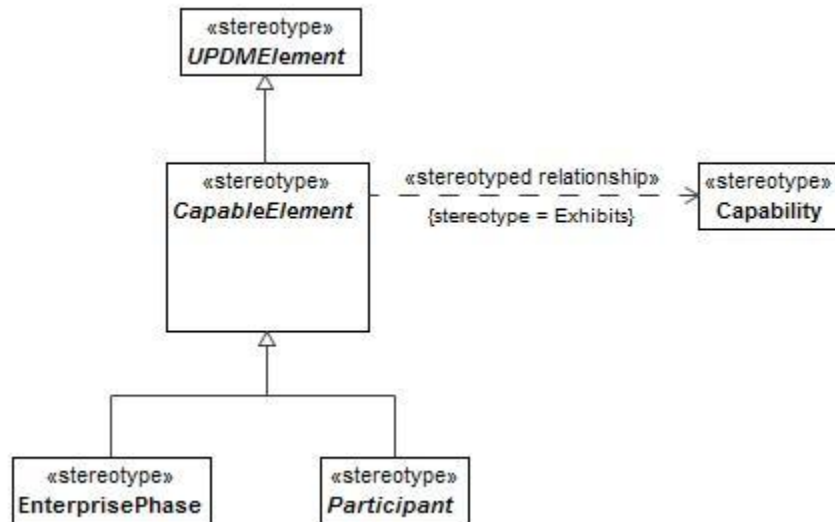 «stereotype»
UPDMElement
«stereotype»
CapableElement
«stereotyped relationship»
{stereotype = Exhibits}
«stereotype»
Capability
«stereotype»
EnterprisePhase
«stereotype»
Participant